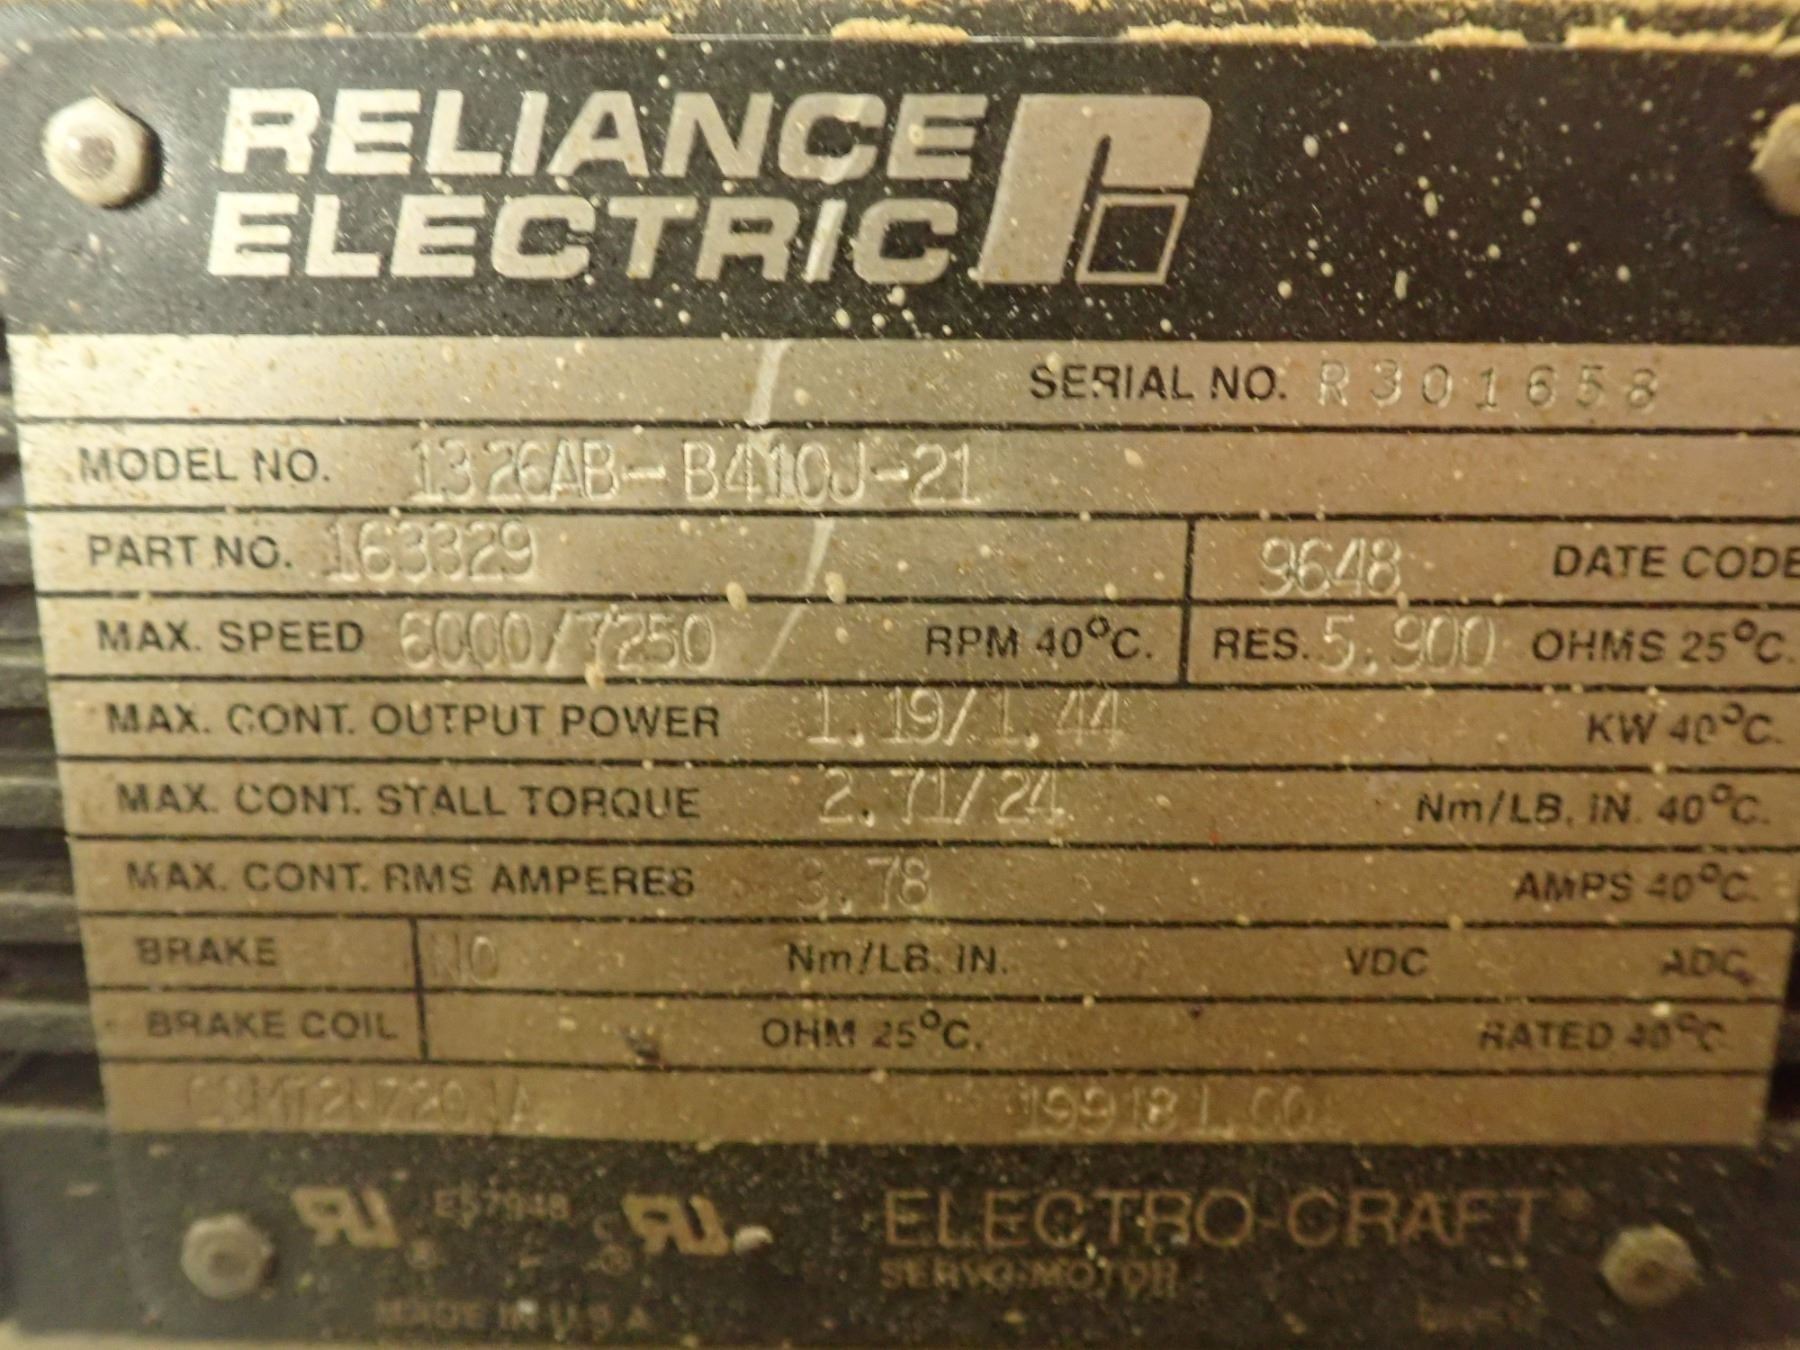 RELIANCE
ELECTRIC
SERIAL NO. R301658
MODEL NO. 1326AB-B410J-21
PART NO. 163329 9648 DATE CODE
MAX. SPEED 6000/7250 RPM 40°C. RES. 5.900 OHMS 25°C.
MAX. CONT. OUTPUT POWER 1.19/1.44 KW 40°C.
MAX. CONT. STALL TORQUE 2.71/24 Nm/LB. IN. 40°C.
MAX. CONT. RMS AMPERES 3.78 AMPS 40°C.
BRAKE NO Nm/LB. IN. VDC ADC
BRAKE COIL OHM 25°C. RATED 40°C
E57948 ELECTRO-CRAFT®
SERVO-MOTOR
MADE IN U.S.A.